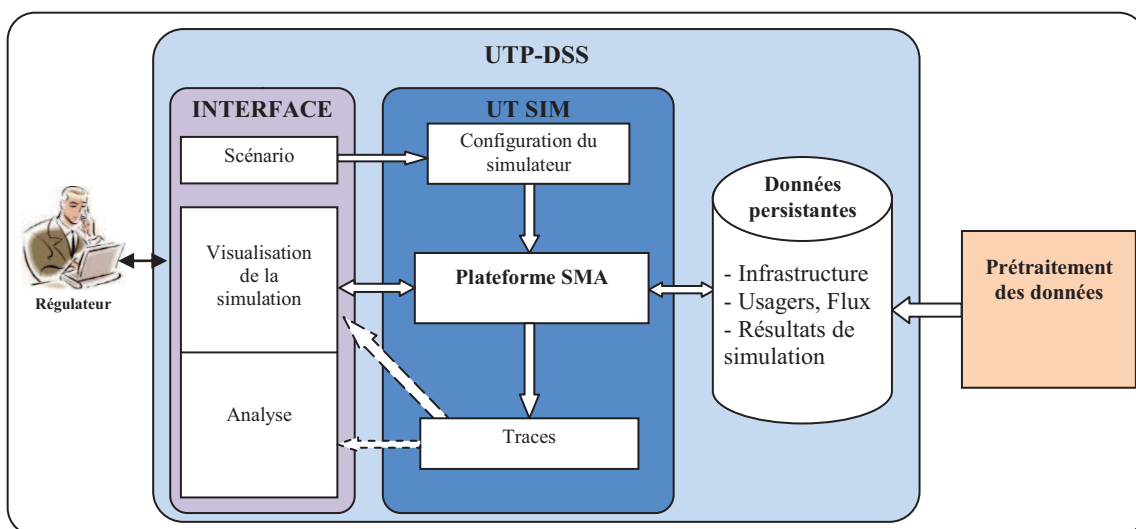 UTP-DSS
INTERFACE
UT SIM
Scénario
Configuration du
simulateur
Données
persistantes
Visualisation
de la
simulation
Plateforme SMA
- Infrastructure
- Usagers, Flux
- Résultats de
simulation
Prétraitement
des données
Régulateur
Analyse
Traces